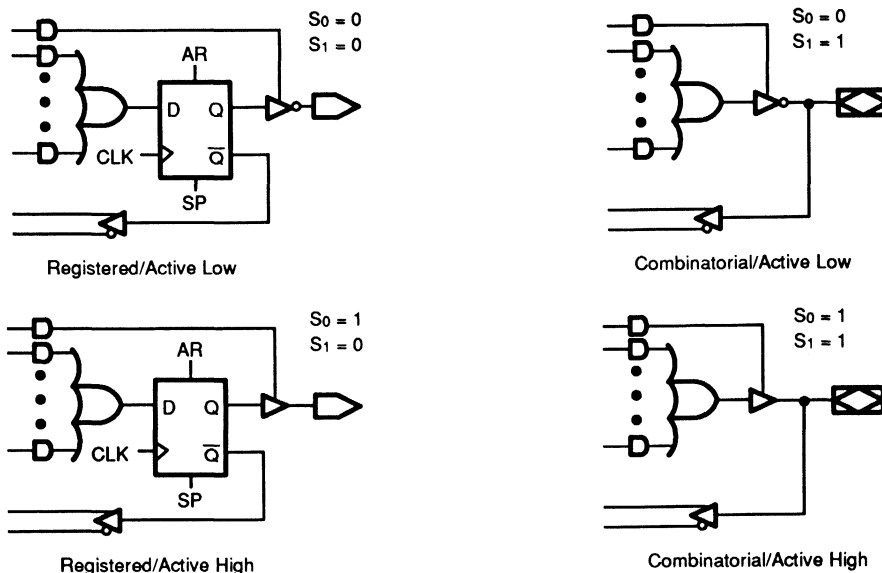 S0 = 0
S1 = 0
AR
D Q
CLK Q̅
SP
Registered/Active Low
S0 = 0
S1 = 1
Combinatorial/Active Low
S0 = 1
S1 = 0
AR
D Q
CLK Q̅
SP
Registered/Active High
S0 = 1
S1 = 1
Combinatorial/Active High